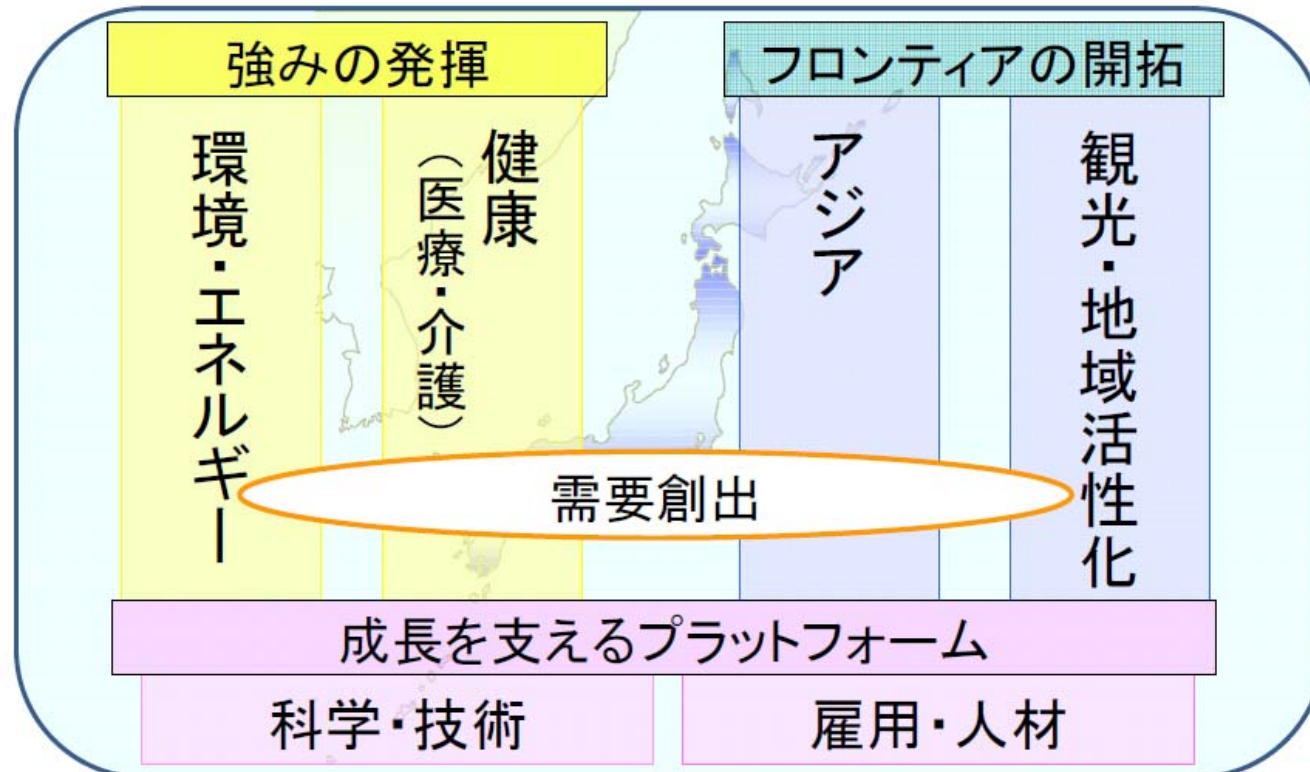 強みの発揮
フロンティアの開拓
環境・エネルギー
健康
（医療・介護）
アジア
観光・地域活性化
需要創出
成長を支えるプラットフォーム
科学・技術
雇用・人材